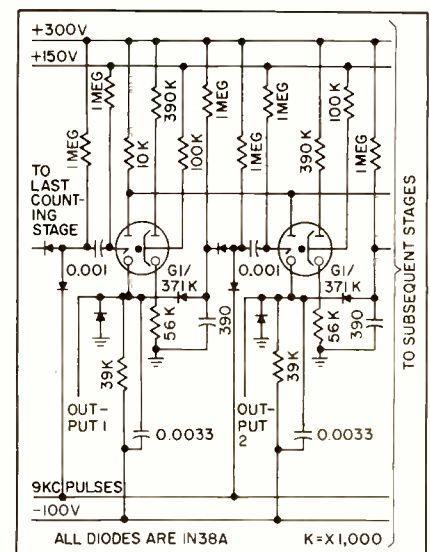 +300V
+150V
1MEG
1MEG
10K
390K
100K
1MEG
1MEG
1MEG
390K
100K
1MEG
TO
LAST
COUNT-
ING
STAGE
0.001
G1/
371K
0.001
G1/
371K
39K
56K
390
39K
56K
390
OUT-
PUT 1
0.0033
OUT-
PUT
2
0.0033
9KC PULSES
-100V
ALL DIODES ARE IN38A
K=X1,000
TO SUBSEQUENT STAGES